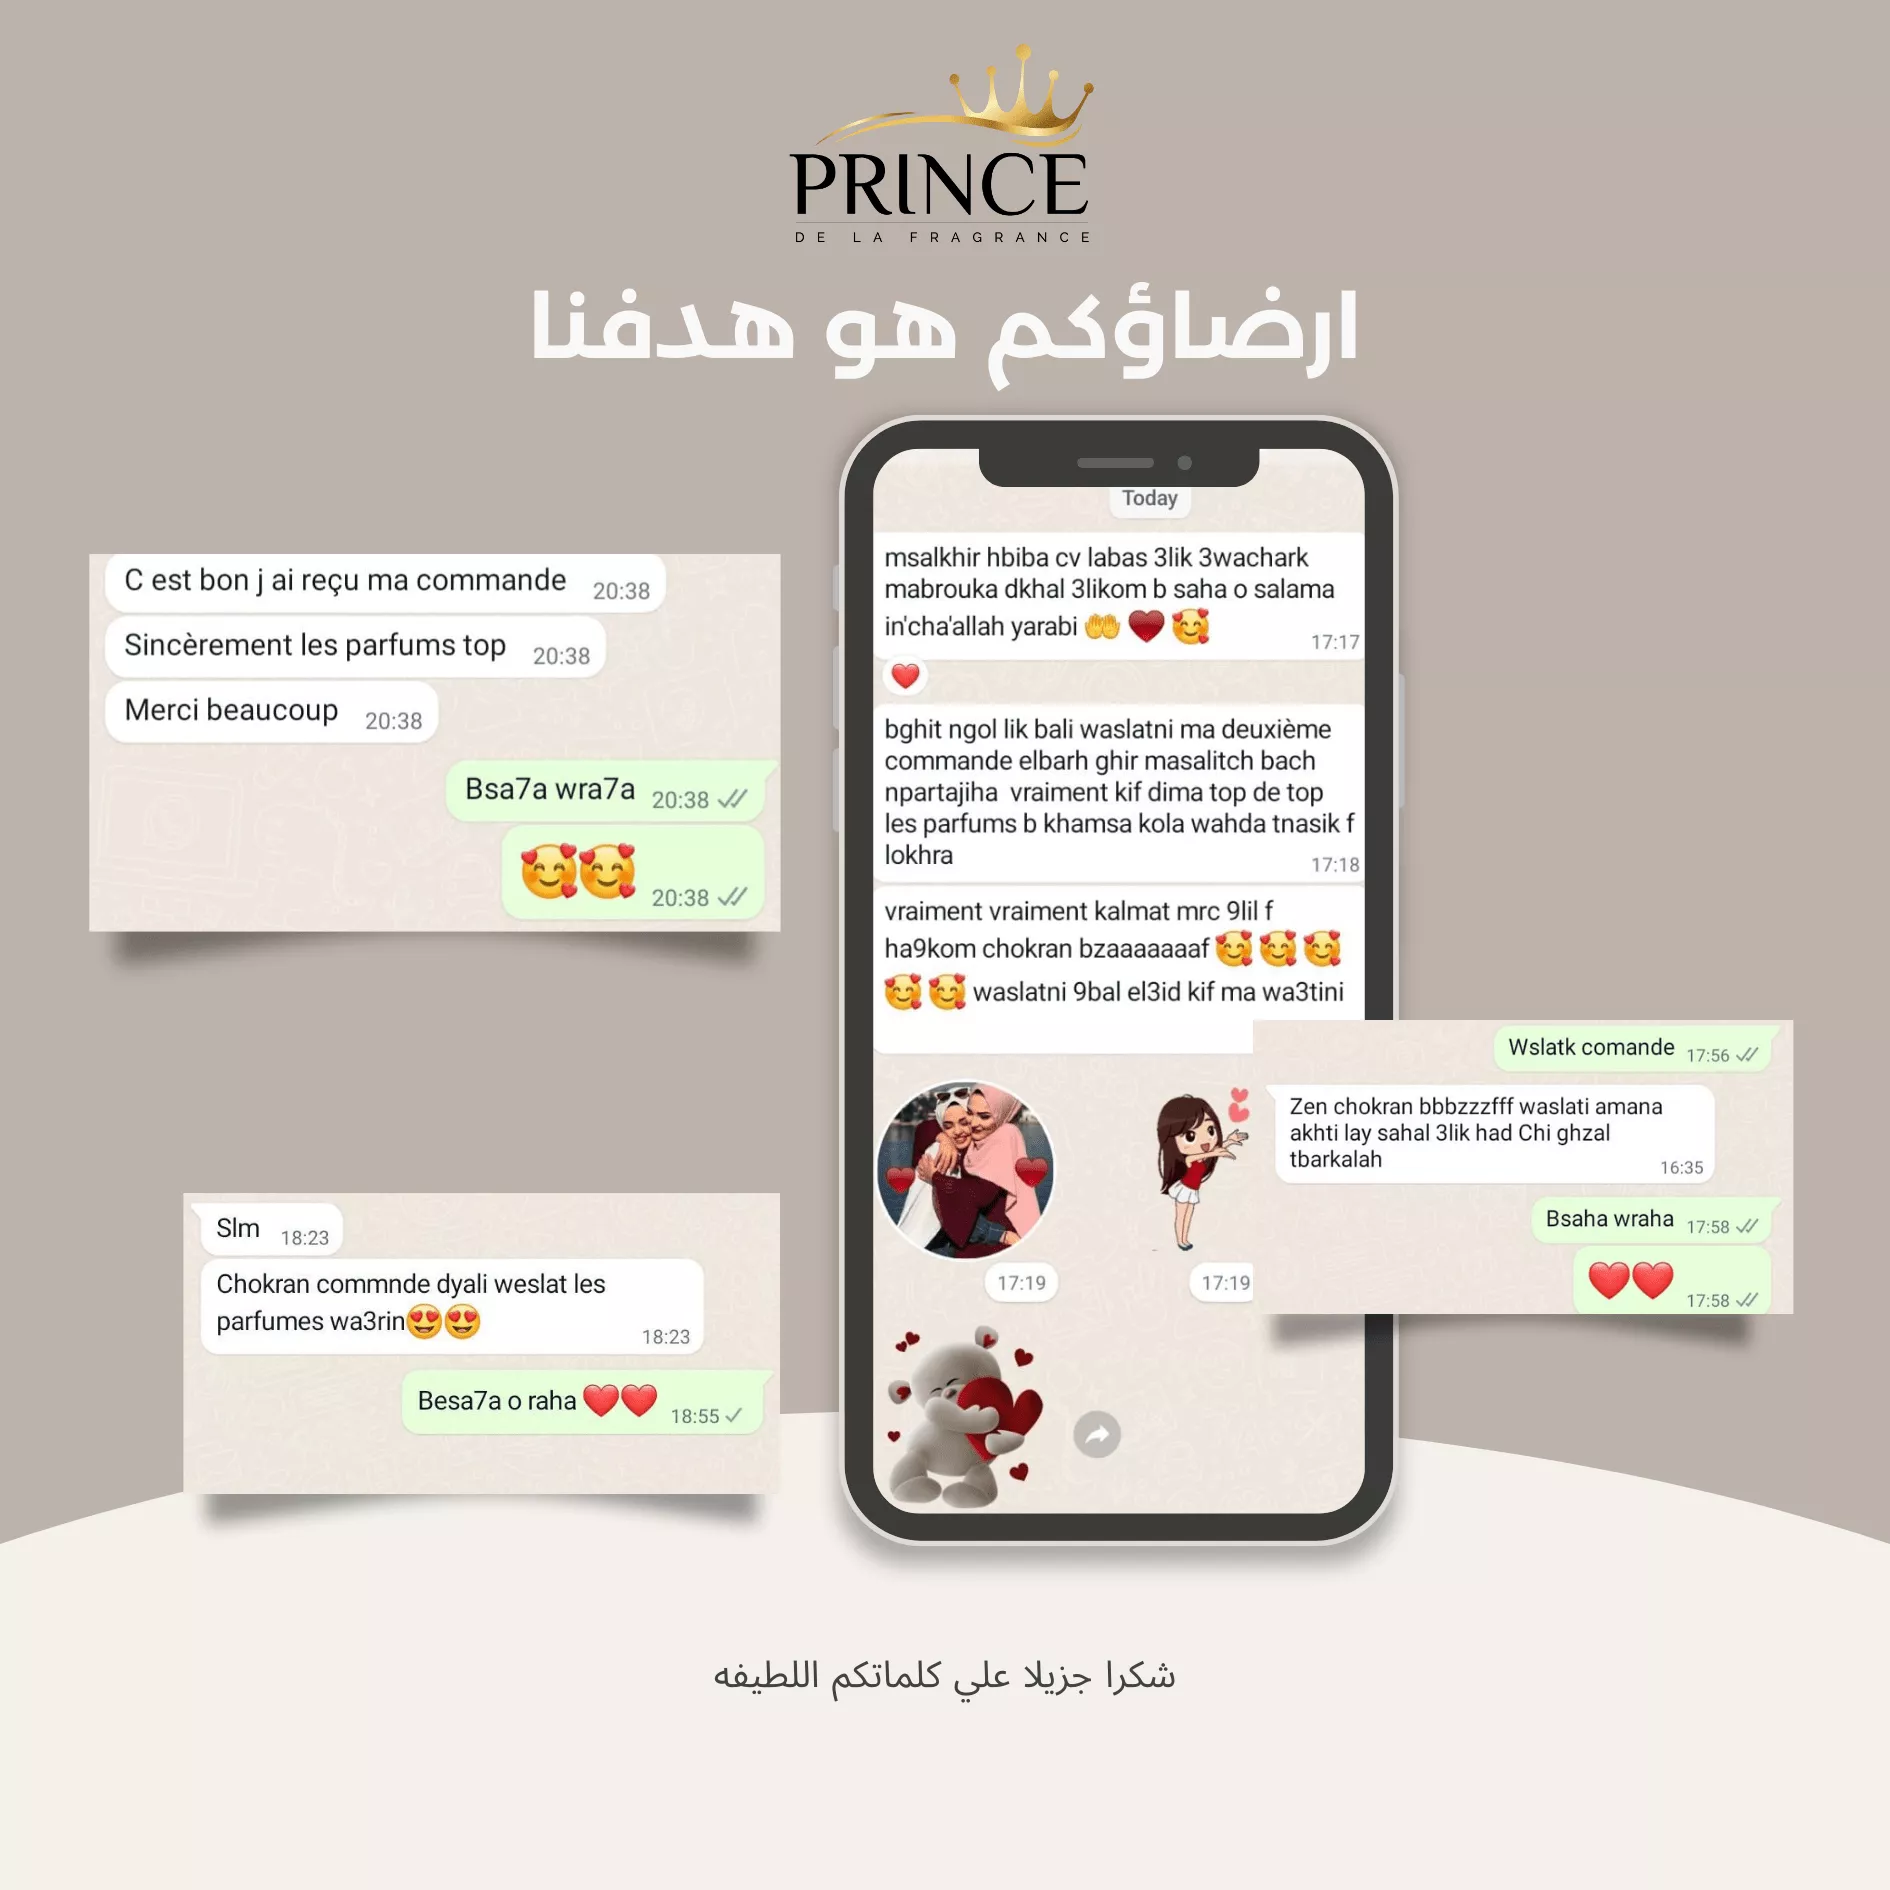 PRINCE
DE LA FRAGRANCE
ارضاؤكم هو هدفنا
C est bon j ai reçu ma commande 20:38
Sincèrement les parfums top 20:38
Merci beaucoup 20:38
Bsa7a wra7a 20:38
🥰🥰 20:38
Slm 18:23
Chokran commnde dyali weslat les
parfumes wa3rin😍😍 18:23
Besa7a o raha ❤️❤️ 18:55
Today
msalkhir hbiba cv labas 3lik 3wachark
mabrouka dkhal 3likom b saha o salama
in'cha'allah yarabi 🤲 ❤️ 🥰 17:17
❤️
bghit ngol lik bali waslatni ma deuxième
commande elbarh ghir masalitch bach
npartajiha vraiment kif dima top de top
les parfums b khamsa kola wahda tnasik f
lokhra 17:18
vraiment vraiment kalmat mrc 9lil f
ha9kom chokran bzaaaaaaaf 🥰 🥰 🥰
🥰 🥰 waslatni 9bal el3id kif ma wa3tini
17:19
17:19
Wslatk comande 17:56
Zen chokran bbbzzzfff waslati amana
akhti lay sahal 3lik had Chi ghzal
tbarkalah 16:35
Bsaha wraha 17:58
❤️❤️ 17:58
شكرا جزيلا علي كلماتكم اللطيفه